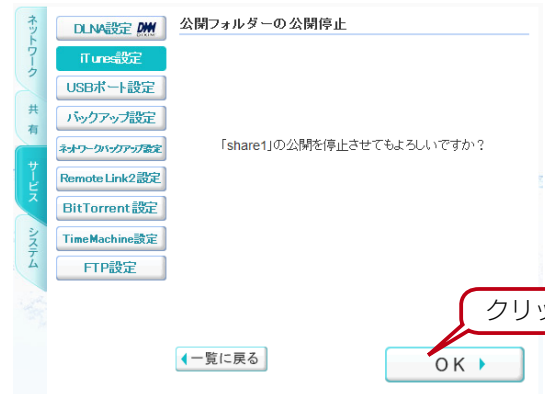 ネットワーク
共有
サービス
システム
DLNA設定
iTunes設定
USBポート設定
バックアップ設定
ネットワークバックアップ設定
Remote Link2設定
BitTorrent設定
TimeMachine設定
FTP設定
公開フォルダーの公開停止
「share1」の公開を停止させてもよろしいですか？
クリッ
一覧に戻る
OK